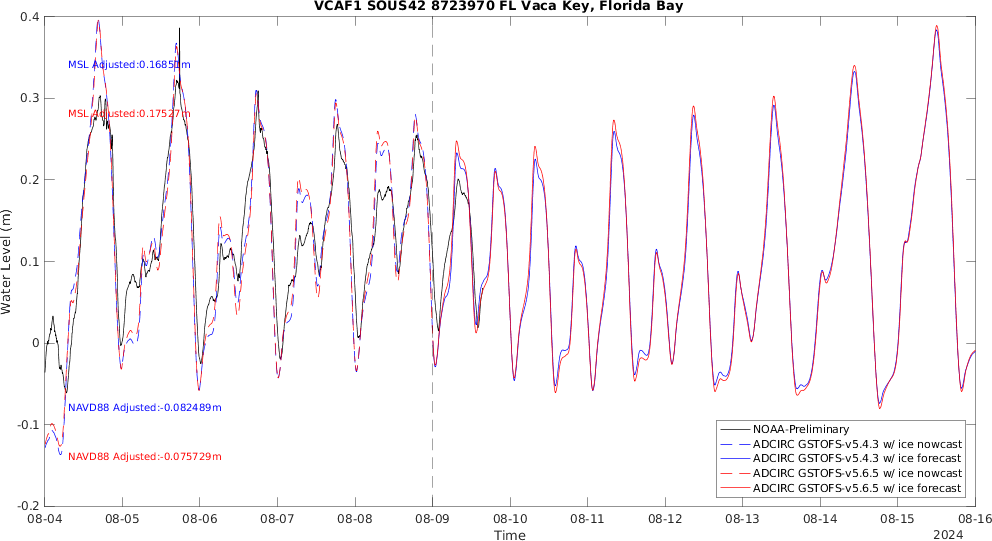 VCAF1 SOUS42 8723970 FL Vaca Key, Florida Bay
0.4
0.3
0.2
0.1
0
-0.1
-0.2
Water Level (m)
MSL Adjusted:0.16851m
MSL Adjusted:0.17527m
NAVD88 Adjusted:-0.082489m
NAVD88 Adjusted:-0.075729m
NOAA-Preliminary
ADCIRC GSTOFS-v5.4.3 w/ ice nowcast
ADCIRC GSTOFS-v5.4.3 w/ ice forecast
ADCIRC GSTOFS-v5.6.5 w/ ice nowcast
ADCIRC GSTOFS-v5.6.5 w/ ice forecast
08-04 08-05 08-06 08-07 08-08 08-09 08-10 08-11 08-12 08-13 08-14 08-15 08-16
Time
2024